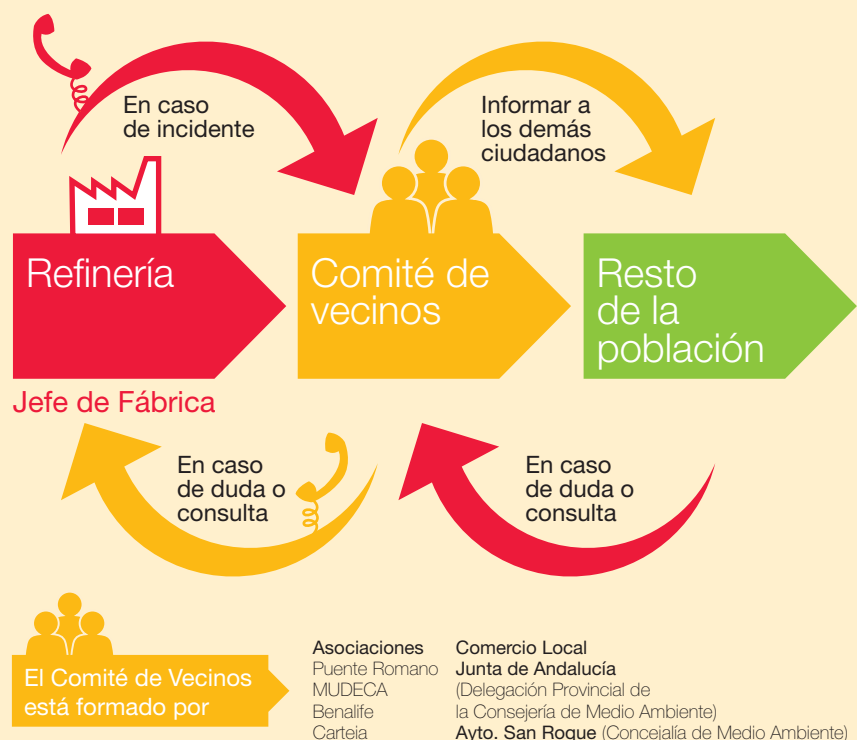 En caso
de incidente
Informar a
los demás
ciudadanos
Refinería
Comité de
vecinos
Resto
de la
población
Jefe de Fábrica
En caso
de duda o
consulta
En caso
de duda o
consulta
El Comité de Vecinos
está formado por
Asociaciones
Puente Romano
MUDECA
Benalife
Carteia
Comercio Local
Junta de Andalucía
(Delegación Provincial de
la Consejería de Medio Ambiente)
Ayto. San Roque (Concejalía de Medio Ambiente)